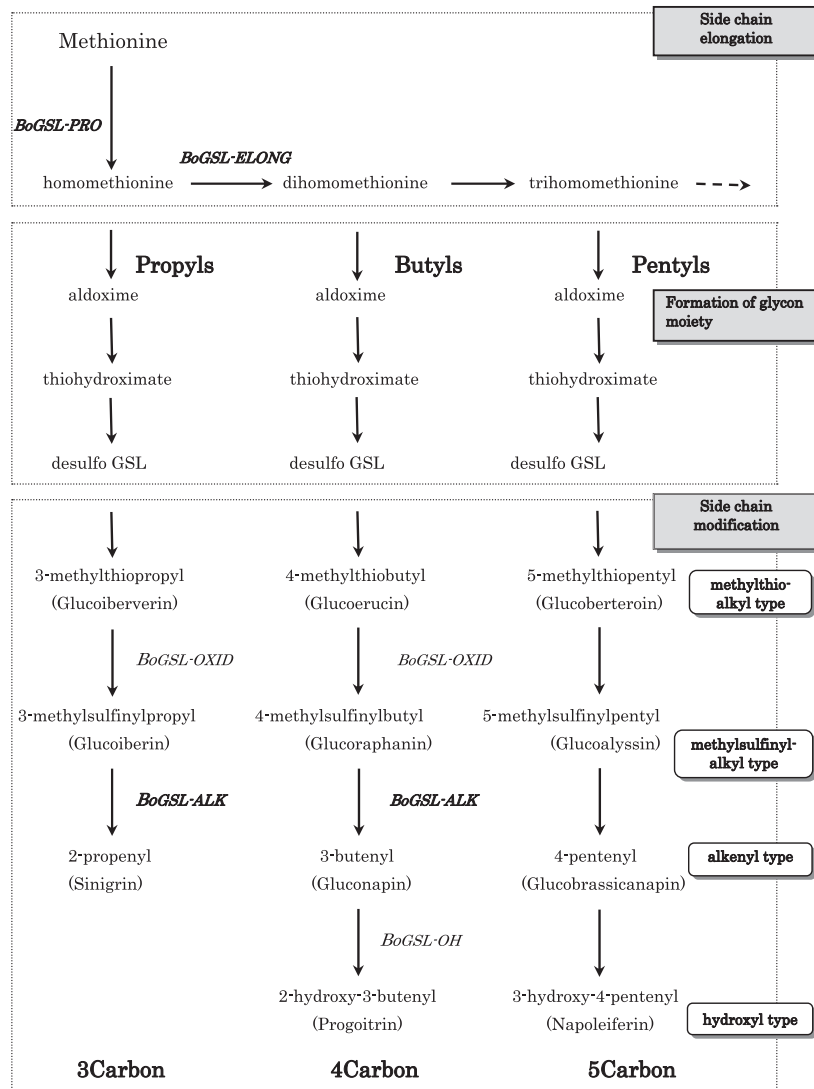 Side chain
elongation
Methionine
BoGSL-PRO
BoGSL-ELONG
homomethionine
dihomomethionine
trihomomethionine
Propyls
Butyls
Pentyls
aldoxime
aldoxime
aldoxime
Formation of glycon
moiety
thiohydroximate
thiohydroximate
thiohydroximate
desulfo GSL
desulfo GSL
desulfo GSL
Side chain
modification
3-methylthiopropyl
(Glucoiberverin)
4-methylthiobutyl
(Glucoerucin)
5-methylthiopentyl
(Glucoberteroin)
methylthio-
alkyl type
BoGSL-OXID
BoGSL-OXID
3-methylsulfinylpropyl
(Glucoiberin)
4-methylsulfinylbutyl
(Glucoraphanin)
5-methylsulfinylpentyl
(Glucoalyssin)
methylsulfinyl-
alkyl type
BoGSL-ALK
BoGSL-ALK
2-propenyl
(Sinigrin)
3-butenyl
(Gluconapin)
4-pentenyl
(Glucobrassicanapin)
alkenyl type
BoGSL-OH
2-hydroxy-3-butenyl
(Progoitrin)
3-hydroxy-4-pentenyl
(Napoleiferin)
hydroxyl type
3Carbon
4Carbon
5Carbon